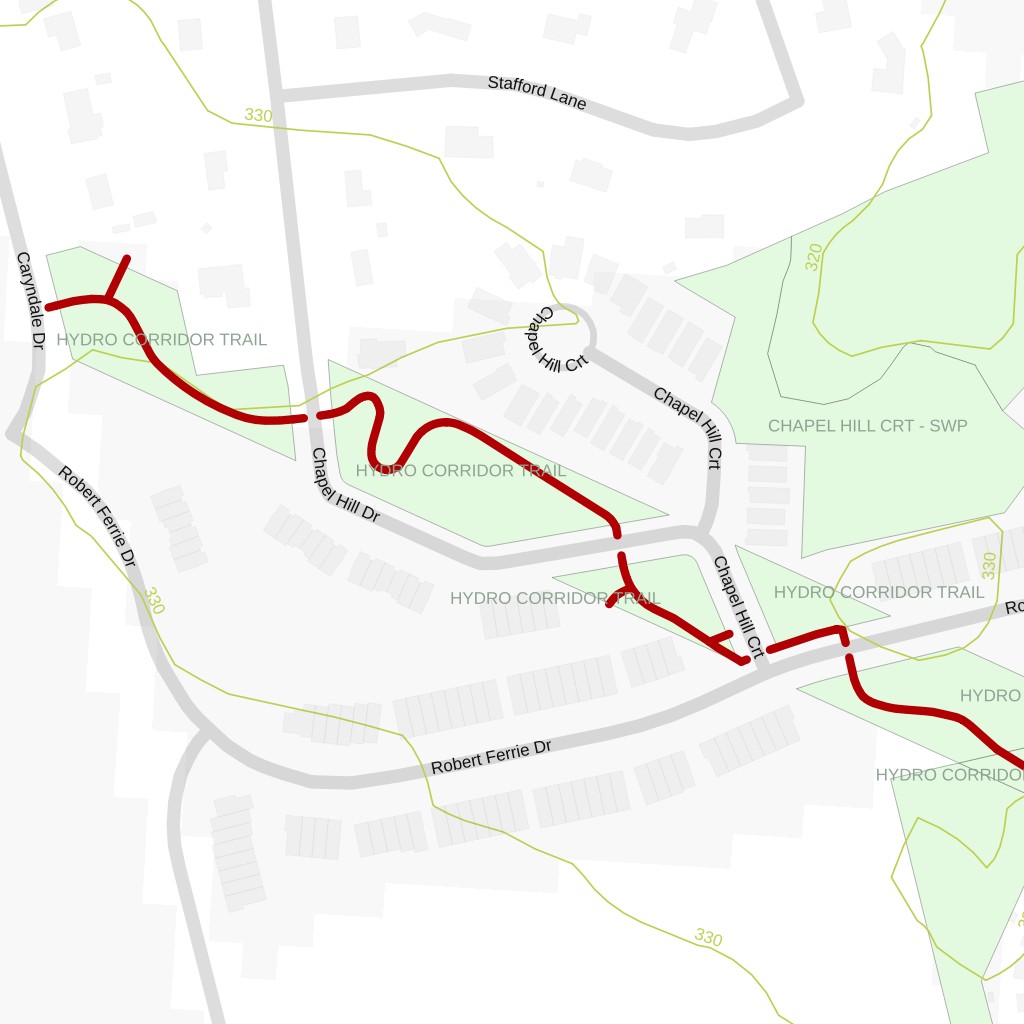 Stafford Lane
330
320
Caryndale Dr
HYDRO CORRIDOR TRAIL
Chapel Hill Crt
Chapel Hill Crt
CHAPEL HILL CRT - SWP
HYDRO CORRIDOR TRAIL
Chapel Hill Dr
Robert Ferrie Dr
330
330
HYDRO CORRIDOR TRAIL
HYDRO CORRIDOR TRAIL
Chapel Hill Crt
Ro
HYDRO
Robert Ferrie Dr
HYDRO CORRIDO
330